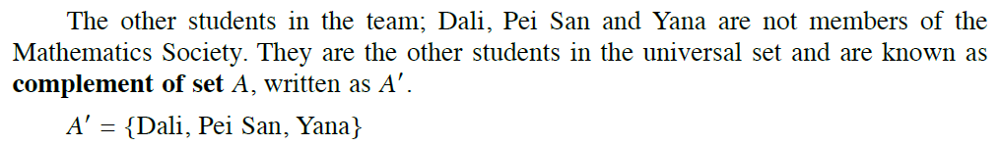 The other students in the team; Dali, Pei San and Yana are not members of the
Mathematics Society. They are the other students in the universal set and are known as
complement of set A, written as A′.
A′ = {Dali, Pei San, Yana}